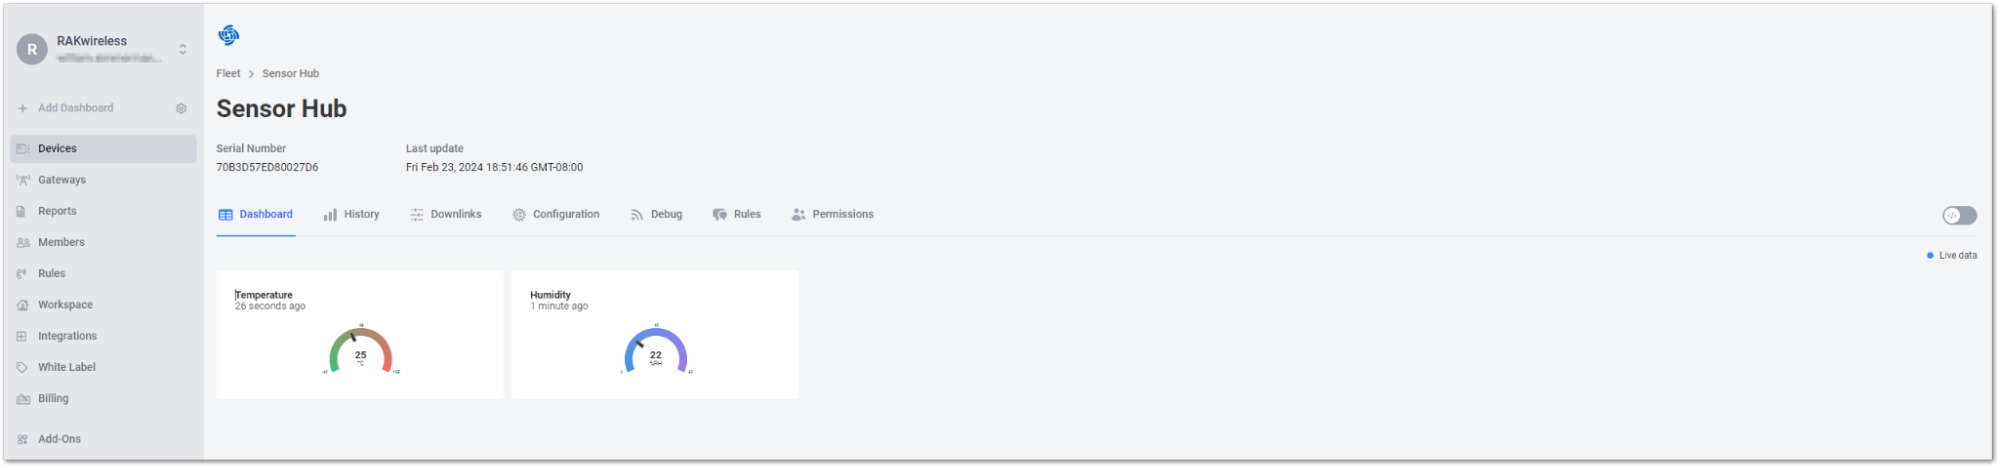 R
RAKwireless
Add Dashboard
Devices
Gateways
Reports
Members
Rules
Workspace
Integrations
White Label
Billing
Add-Ons
Fleet > Sensor Hub
Sensor Hub
Serial Number
70B3D57ED80027D6
Last update
Fri Feb 23, 2024 18:51:46 GMT-08:00
Dashboard History Downlinks Configuration Debug Rules Permissions
Live data
Temperature
26 seconds ago
25
°C
Humidity
1 minute ago
22
%RH